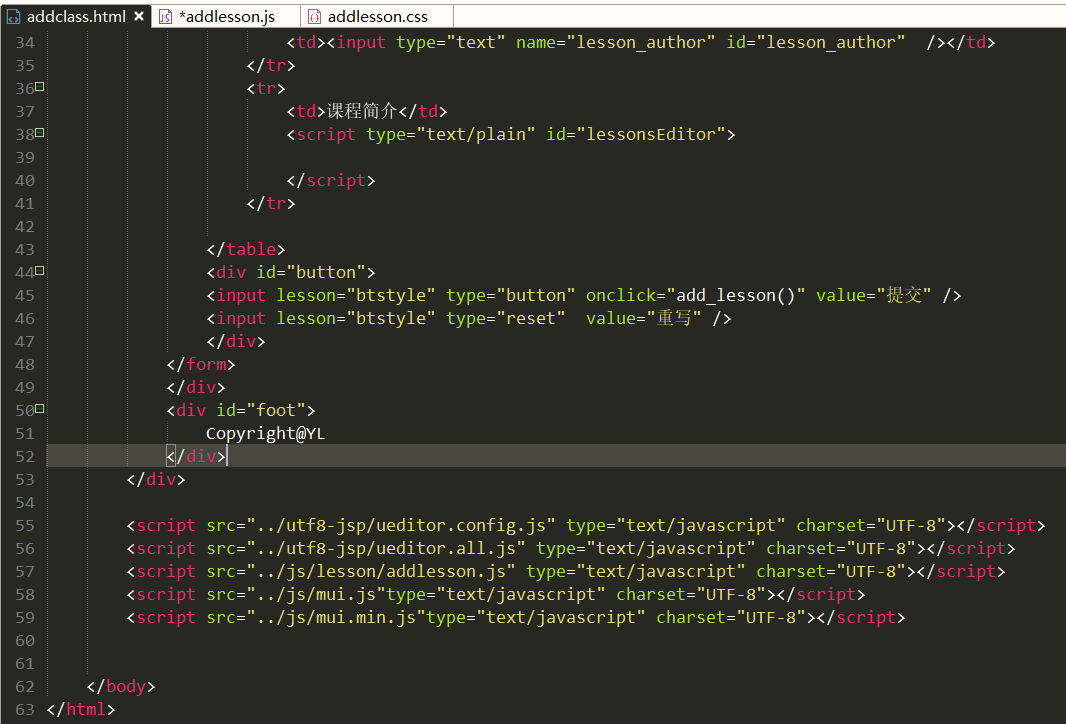 addclass.html × *addlesson.js addlesson.css
34 <td><input type="text" name="lesson_author" id="lesson_author"  /></td>
35 </tr>
36 <tr>
37 <td>课程简介</td>
38 <script type="text/plain" id="lessonsEditor">
39
40 </script>
41 </tr>
42
43 </table>
44 <div id="button">
45 <input lesson="btstyle" type="button" onclick="add_lesson()" value="提交" />
46 <input lesson="btstyle" type="reset"  value="重写" />
47 </div>
48 </form>
49 </div>
50 <div id="foot">
51 Copyright@YL
52 </div>
53 </div>
54
55 <script src="../utf8-jsp/ueditor.config.js" type="text/javascript" charset="UTF-8"></script>
56 <script src="../utf8-jsp/ueditor.all.js" type="text/javascript" charset="UTF-8"></script>
57 <script src="../js/lesson/addlesson.js" type="text/javascript" charset="UTF-8"></script>
58 <script src="../js/mui.js"type="text/javascript" charset="UTF-8"></script>
59 <script src="../js/mui.min.js"type="text/javascript" charset="UTF-8"></script>
60
61
62 </body>
63 </html>